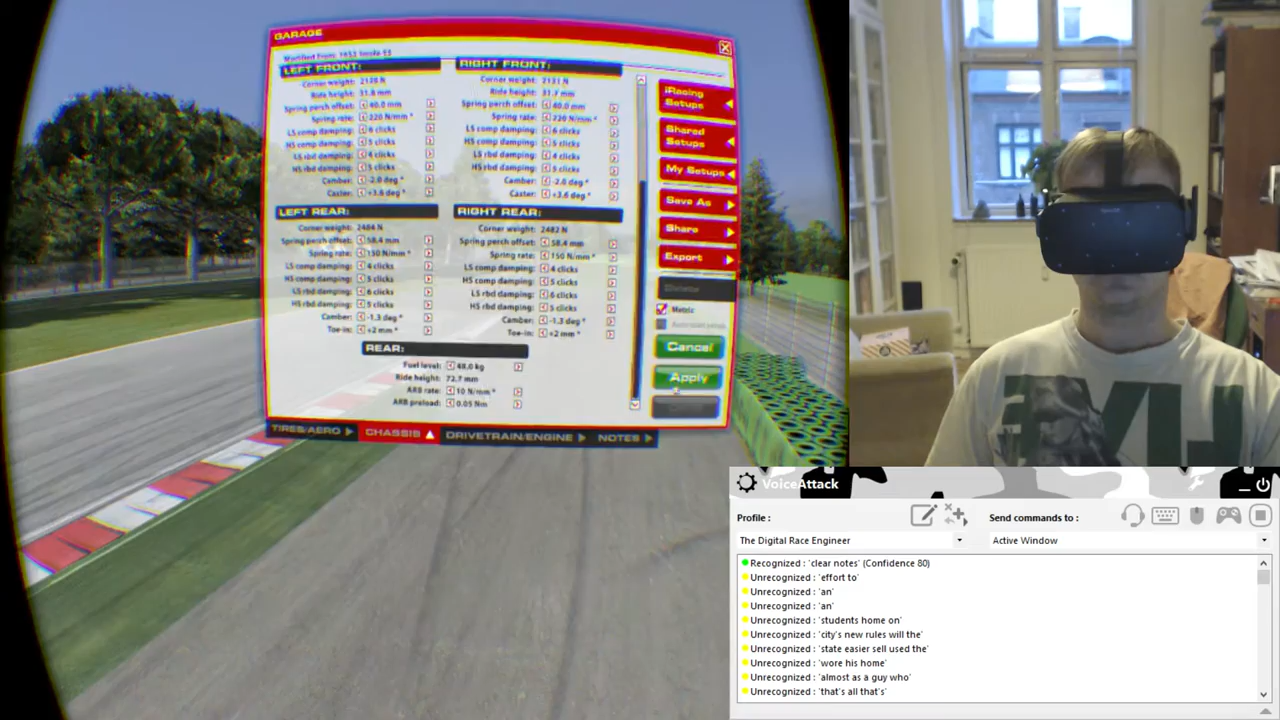 GARAGE
LEFT FRONT:
Corner weight: 2128 N
Ride height: 31.8 mm
Spring perch offset: 40.0 mm
Spring rate: 220 N/mm *
LS comp damping: 6 clicks
HS comp damping: 5 clicks
LS rbd damping: 4 clicks
HS rbd damping: 5 clicks
Camber: -2.0 deg *
Caster: +3.6 deg *
RIGHT FRONT:
Corner weight: 2131 N
Ride height: 31.7 mm
Spring perch offset: 40.0 mm
Spring rate: 220 N/mm *
LS comp damping: 6 clicks
HS comp damping: 5 clicks
LS rbd damping: 4 clicks
HS rbd damping: 5 clicks
Camber: -2.0 deg *
Caster: +3.6 deg *
LEFT REAR:
Corner weight: 2484 N
Spring perch offset: 58.4 mm
Spring rate: 150 N/mm *
LS comp damping: 4 clicks
HS comp damping: 5 clicks
LS rbd damping: 6 clicks
HS rbd damping: 5 clicks
Camber: -1.3 deg *
Toe-in: +2 mm *
RIGHT REAR:
Corner weight: 2482 N
Spring perch offset: 58.4 mm
Spring rate: 150 N/mm *
LS comp damping: 4 clicks
HS comp damping: 5 clicks
LS rbd damping: 6 clicks
HS rbd damping: 5 clicks
Camber: -1.3 deg *
Toe-in: +2 mm *
REAR:
Fuel level: 48.0 kg
Ride height: 72.7 mm
ARB rate: 10 N/mm *
ARB preload: 0.05 Nm
iRacing
Setups
Shared
Setups
My Setups
Save As
Share
Export
Metric
Cancel
Apply
TIRES/AERO
CHASSIS
DRIVETRAIN/ENGINE
NOTES
VoiceAttack
Profile :
Send commands to :
The Digital Race Engineer
Active Window
Recognized : 'clear notes' (Confidence 80)
Unrecognized : 'effort to'
Unrecognized : 'an'
Unrecognized : 'an'
Unrecognized : 'students home on'
Unrecognized : 'city's new rules will the'
Unrecognized : 'state easier sell used the'
Unrecognized : 'wore his home'
Unrecognized : 'almost as a guy who'
Unrecognized : 'that's all that's'